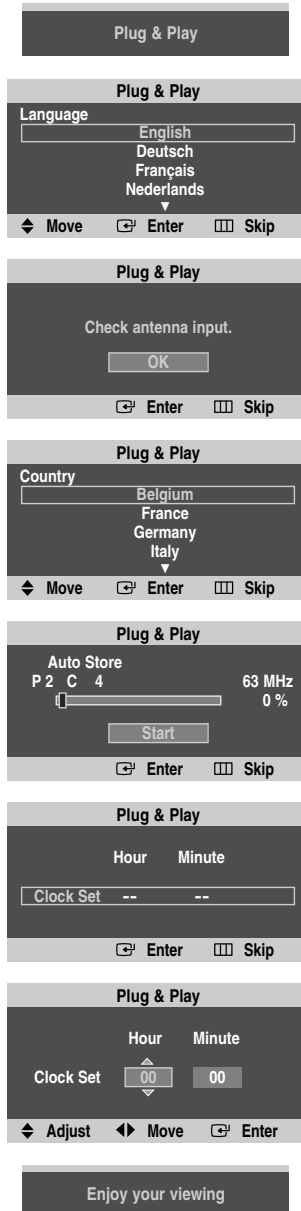 Plug & Play
Plug & Play
Language
English
Deutsch
Français
Nederlands
Move Enter Skip
Plug & Play
Check antenna input.
OK
Enter Skip
Plug & Play
Country
Belgium
France
Germany
Italy
Move Enter Skip
Plug & Play
Auto Store
P 2 C 4 63 MHz
0 %
Start
Enter Skip
Plug & Play
Hour Minute
Clock Set -- --
Enter Skip
Plug & Play
Hour Minute
Clock Set 00 00
Adjust Move Enter
Enjoy your viewing